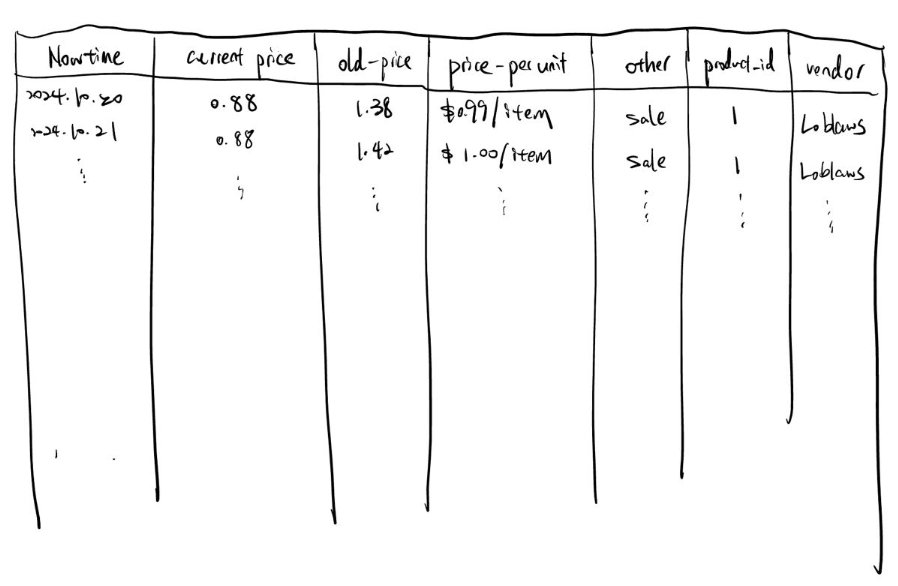 Nowtime current price old-price price-per unit other product_id vendor
2024.10.20 0.88 1.38 $0.99/item sale 1 Loblaws
2024.10.21 0.88 1.42 $1.00/item sale 1 Loblaws